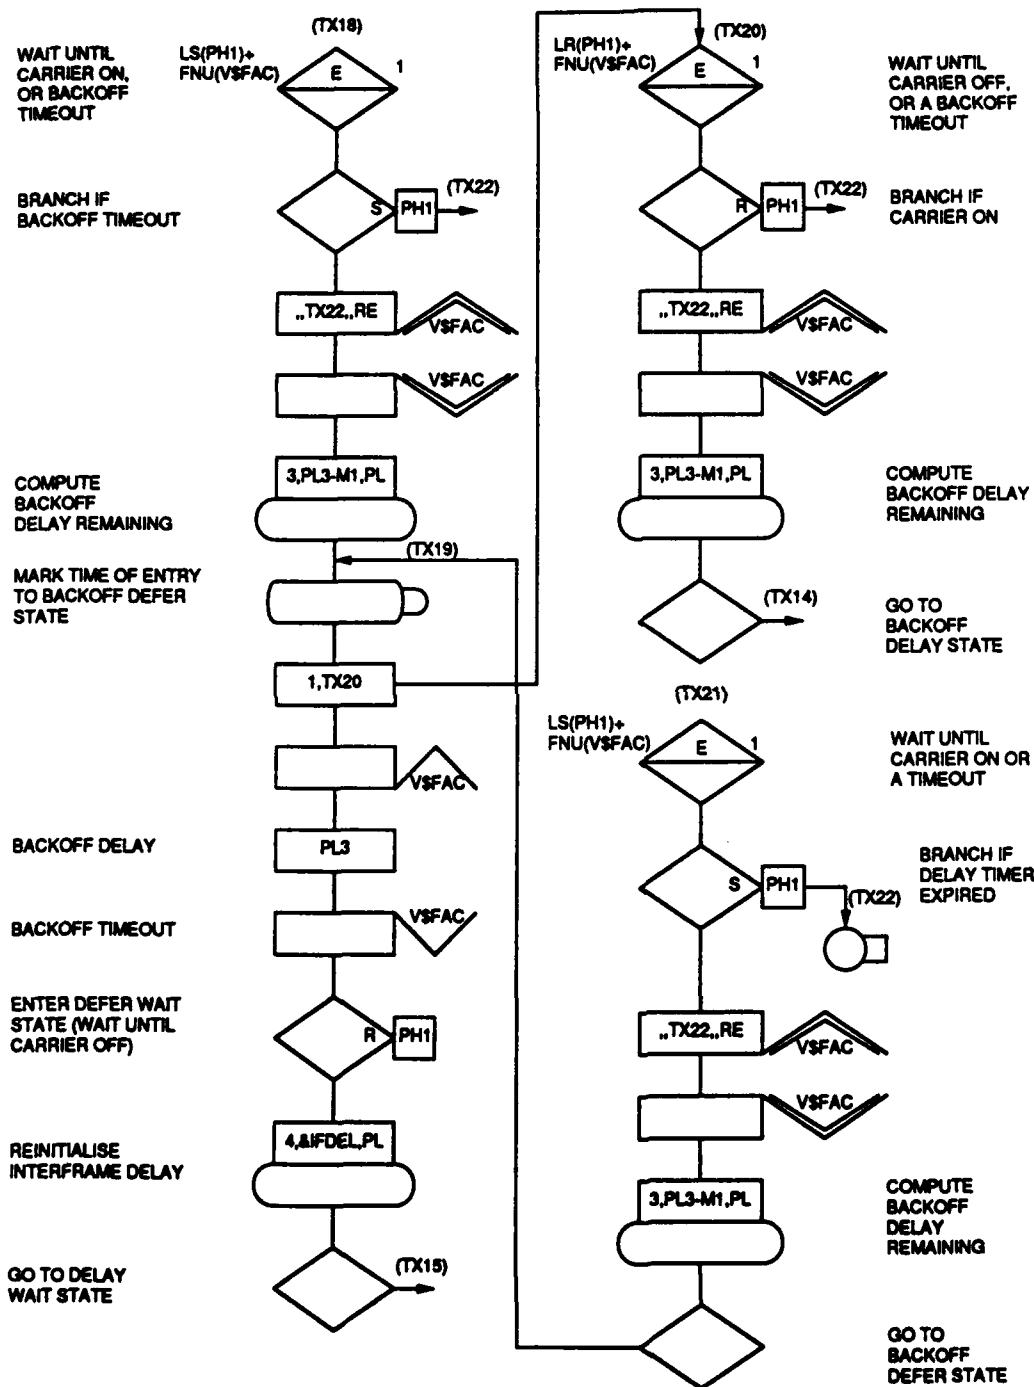 (TX18)
WAIT UNTIL
CARRIER ON,
OR BACKOFF
TIMEOUT
LS(PH1)+
FNU(V$FAC)
E
1
BRANCH IF
BACKOFF TIMEOUT
S
PH1
(TX22)
,,TX22,,RE
V$FAC
V$FAC
COMPUTE
BACKOFF
DELAY REMAINING
3,PL3-M1,PL
(TX19)
MARK TIME OF ENTRY
TO BACKOFF DEFER
STATE
1,TX20
V$FAC
BACKOFF DELAY
PL3
BACKOFF TIMEOUT
V$FAC
ENTER DEFER WAIT
STATE (WAIT UNTIL
CARRIER OFF)
R
PH1
REINITIALISE
INTERFRAME DELAY
4,&IFDEL,PL
GO TO DELAY
WAIT STATE
(TX15)
(TX20)
LR(PH1)+
FNU(V$FAC)
E
1
WAIT UNTIL
CARRIER OFF,
OR A BACKOFF
TIMEOUT
R
PH1
(TX22)
BRANCH IF
CARRIER ON
,,TX22,,RE
V$FAC
V$FAC
3,PL3-M1,PL
COMPUTE
BACKOFF DELAY
REMAINING
(TX14)
GO TO
BACKOFF
DELAY STATE
(TX21)
LS(PH1)+
FNU(V$FAC)
E
1
WAIT UNTIL
CARRIER ON OR
A TIMEOUT
S
PH1
(TX22)
BRANCH IF
DELAY TIMER
EXPIRED
,,TX22,,RE
V$FAC
V$FAC
3,PL3-M1,PL
COMPUTE
BACKOFF
DELAY
REMAINING
GO TO
BACKOFF
DEFER STATE